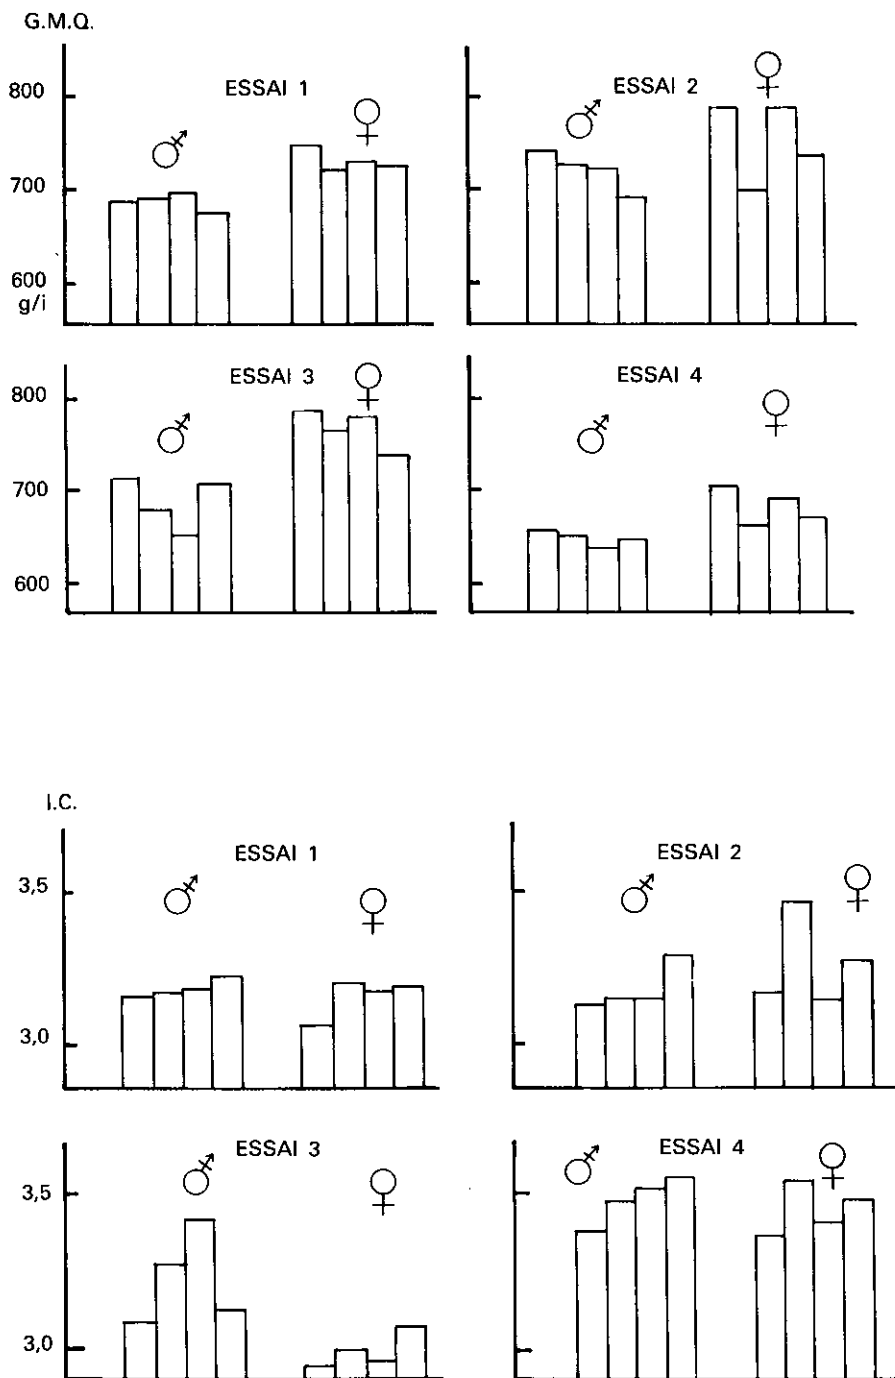 G.M.Q.
ESSAI 1
ESSAI 2
800
700
600
g/i
ESSAI 3
ESSAI 4
800
700
600
I.C.
ESSAI 1
ESSAI 2
3,5
3,0
ESSAI 3
ESSAI 4
3,5
3,0